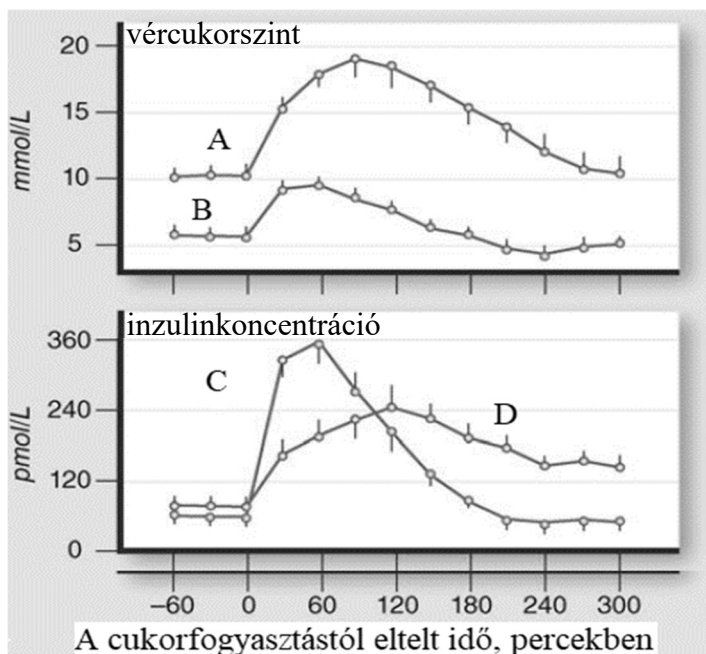 vércukorszint
20
15
10
5
mmol/L
A
B
inzulinkoncentráció
360
240
120
0
pmol/L
C
D
−60 0 60 120 180 240 300
A cukorfogyasztástól eltelt idő, percekben